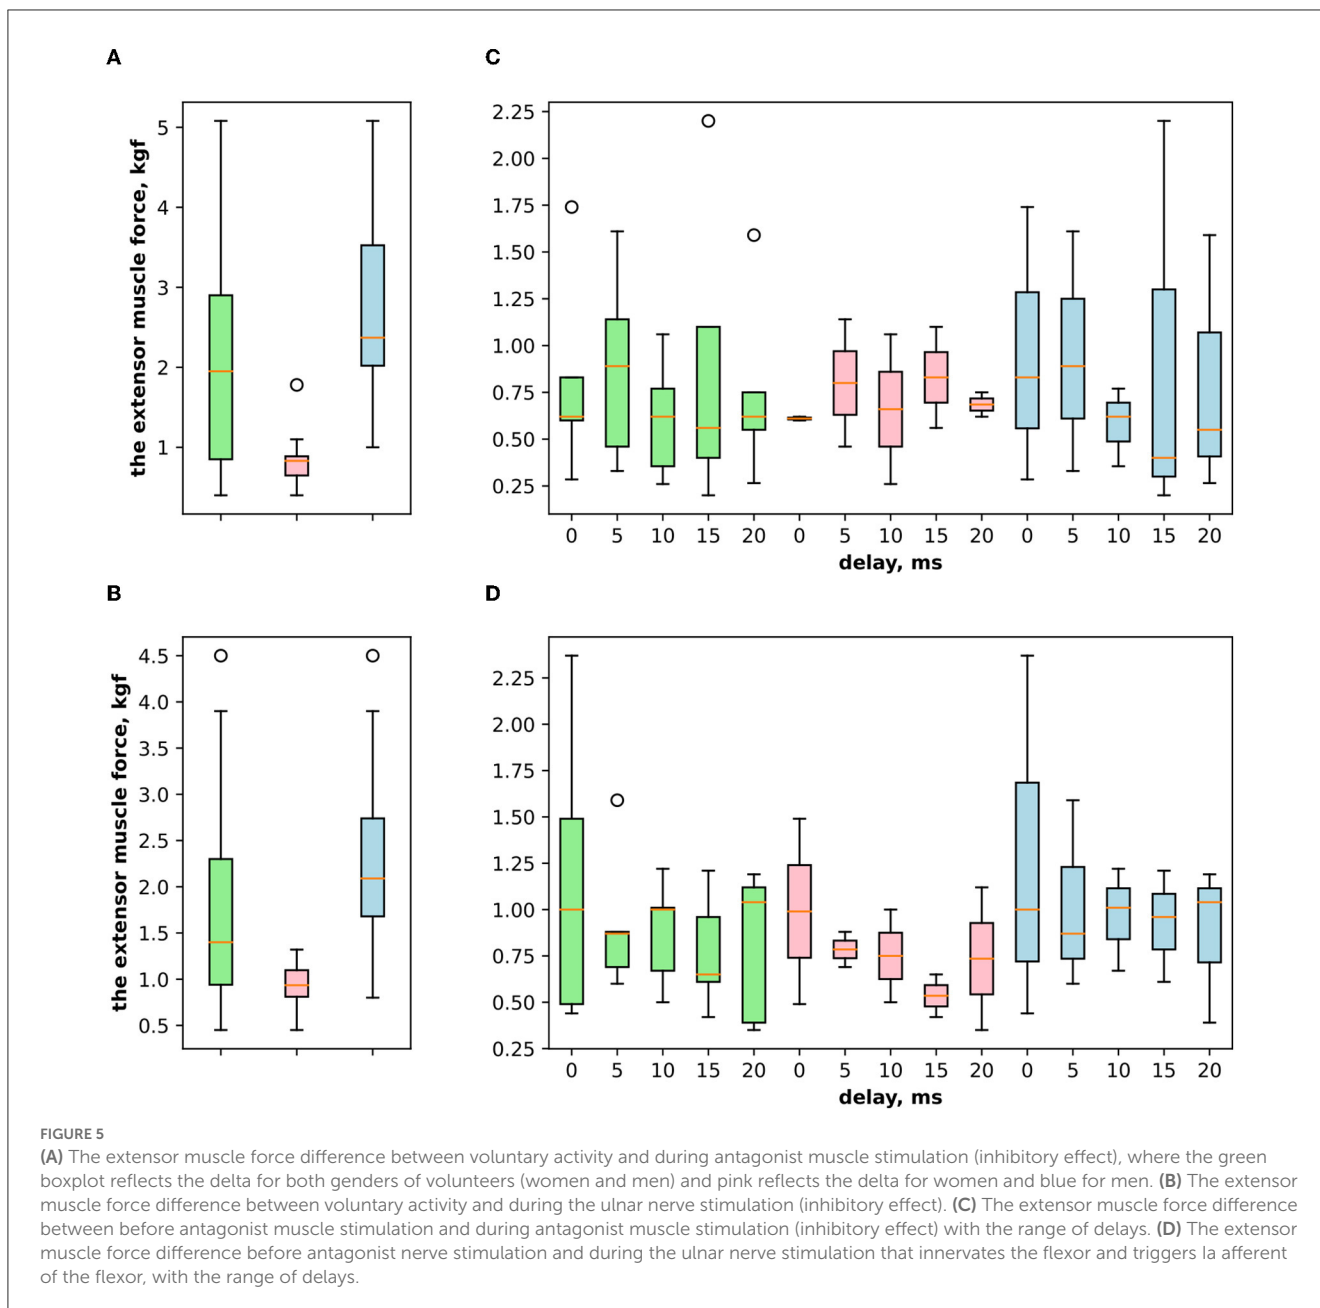 A
the extensor muscle force, kgf
5
4
3
2
1
C
2.25
2.00
1.75
1.50
1.25
1.00
0.75
0.50
0.25
0 5 10 15 20 0 5 10 15 20 0 5 10 15 20
delay, ms
B
the extensor muscle force, kgf
4.5
4.0
3.5
3.0
2.5
2.0
1.5
1.0
0.5
D
2.25
2.00
1.75
1.50
1.25
1.00
0.75
0.50
0.25
0 5 10 15 20 0 5 10 15 20 0 5 10 15 20
delay, ms
FIGURE 5
(A) The extensor muscle force difference between voluntary activity and during antagonist muscle stimulation (inhibitory effect), where the green
boxplot reflects the delta for both genders of volunteers (women and men) and pink reflects the delta for women and blue for men. (B) The extensor
muscle force difference between voluntary activity and during the ulnar nerve stimulation (inhibitory effect). (C) The extensor muscle force difference
between before antagonist muscle stimulation and during antagonist muscle stimulation (inhibitory effect) with the range of delays. (D) The extensor
muscle force difference before antagonist nerve stimulation and during the ulnar nerve stimulation that innervates the flexor and triggers Ia afferent
of the flexor, with the range of delays.